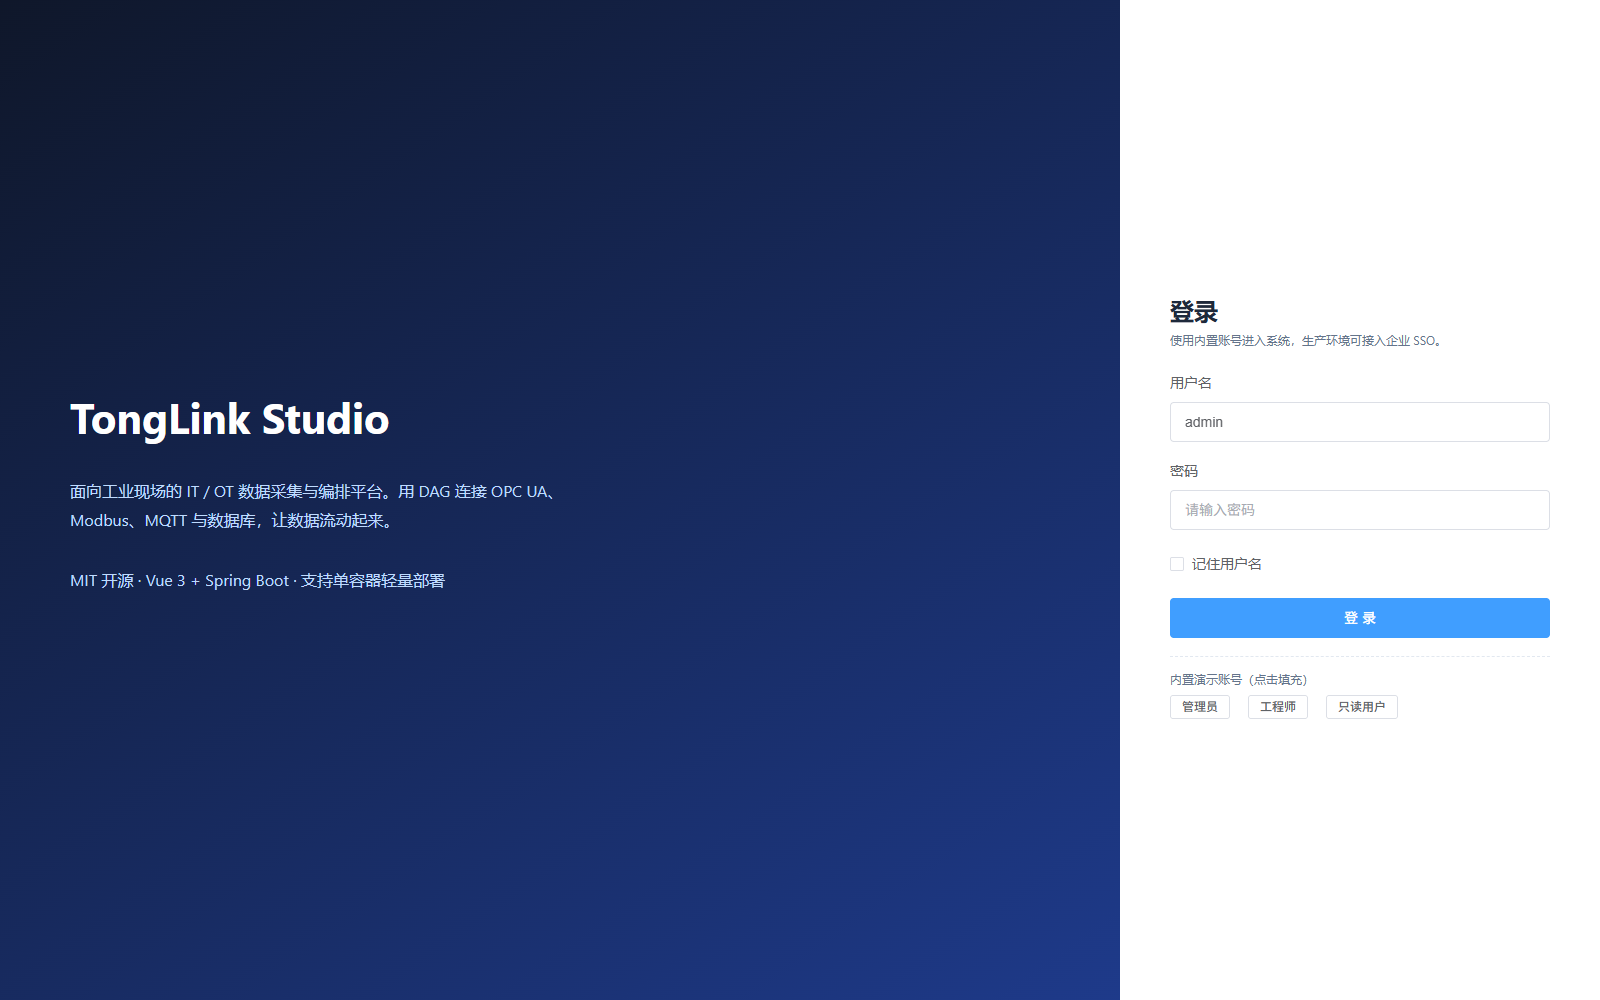 TongLink Studio
面向工业现场的 IT / OT 数据采集与编排平台。用 DAG 连接 OPC UA、
Modbus、MQTT 与数据库，让数据流动起来。
MIT 开源 · Vue 3 + Spring Boot · 支持单容器轻量部署
登录
使用内置账号进入系统，生产环境可接入企业 SSO。
用户名
admin
密码
请输入密码
记住用户名
登 录
内置演示账号（点击填充）
管理员
工程师
只读用户